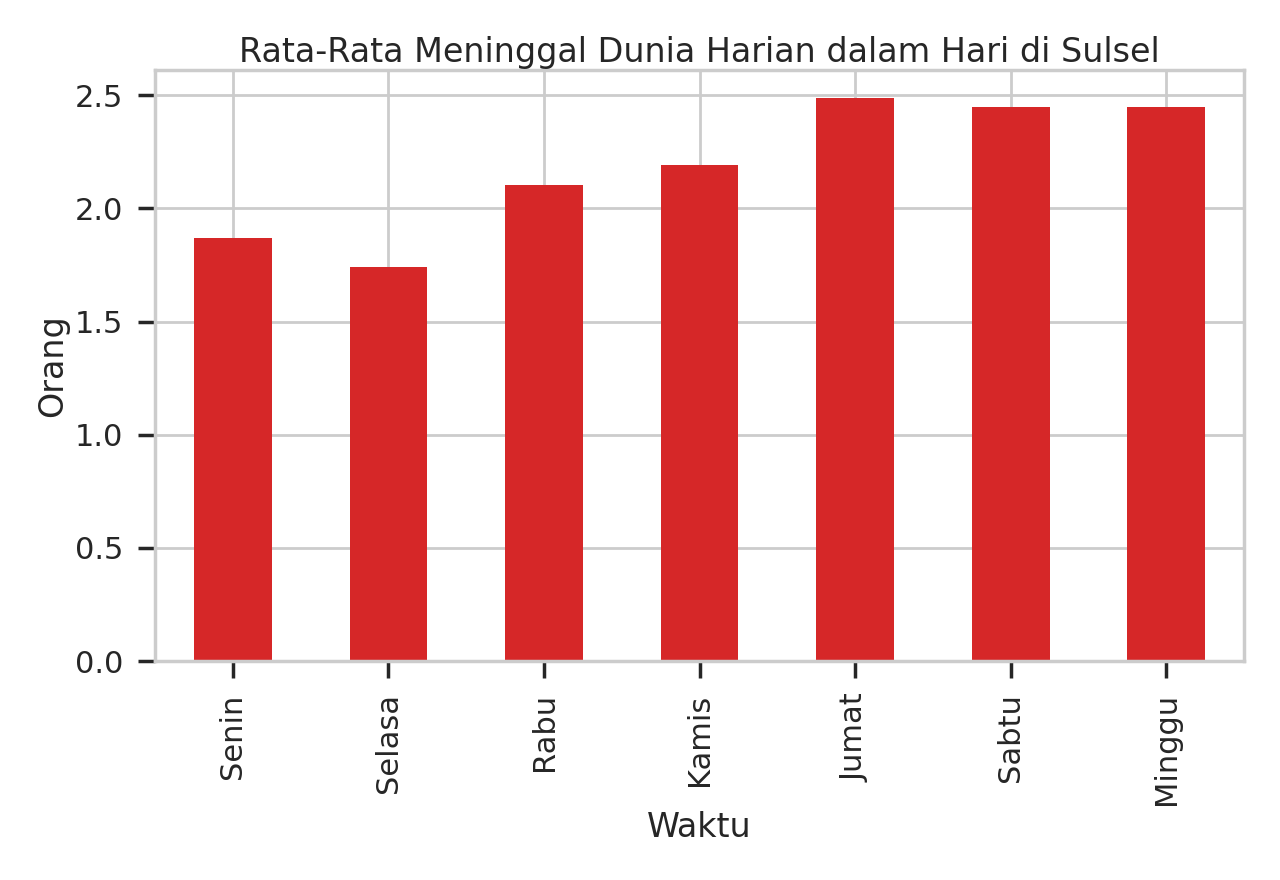 Rata-Rata Meninggal Dunia Harian dalam Hari di Sulsel
2.5
2.0
1.5
1.0
0.5
0.0
Orang
Senin
Selasa
Rabu
Kamis
Jumat
Sabtu
Minggu
Waktu